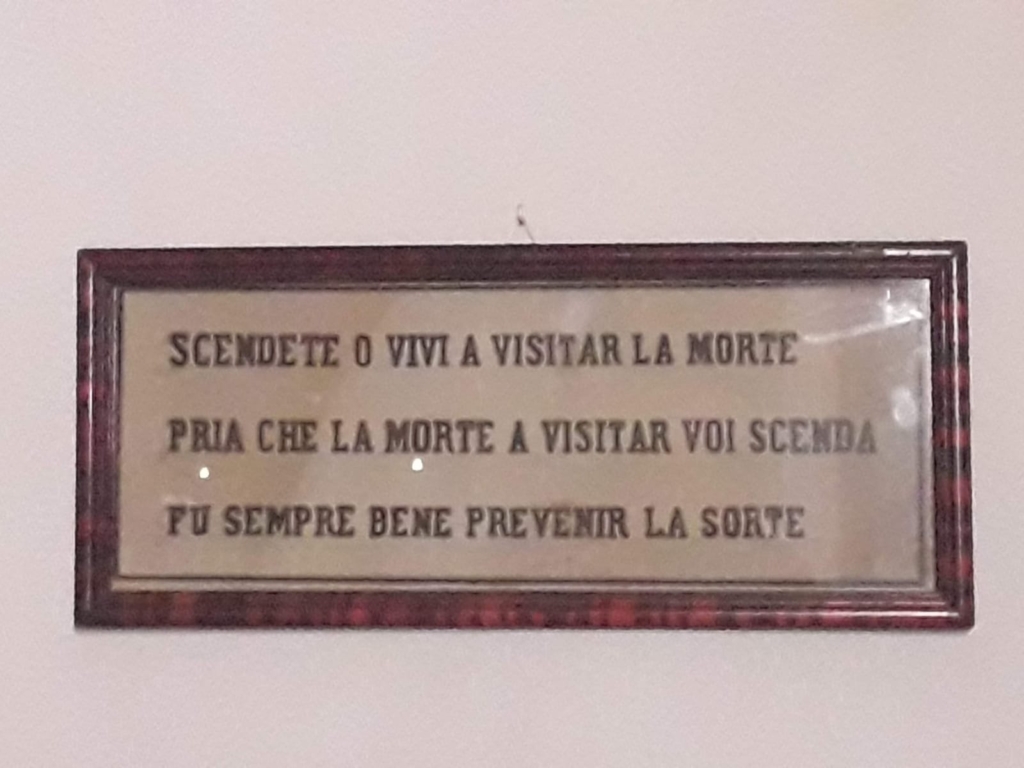 SCENDETE O VIVI A VISITAR LA MORTE
PRIA CHE LA MORTE A VISITAR VOI SCENDA
FU SEMPRE BENE PREVENIR LA SORTE